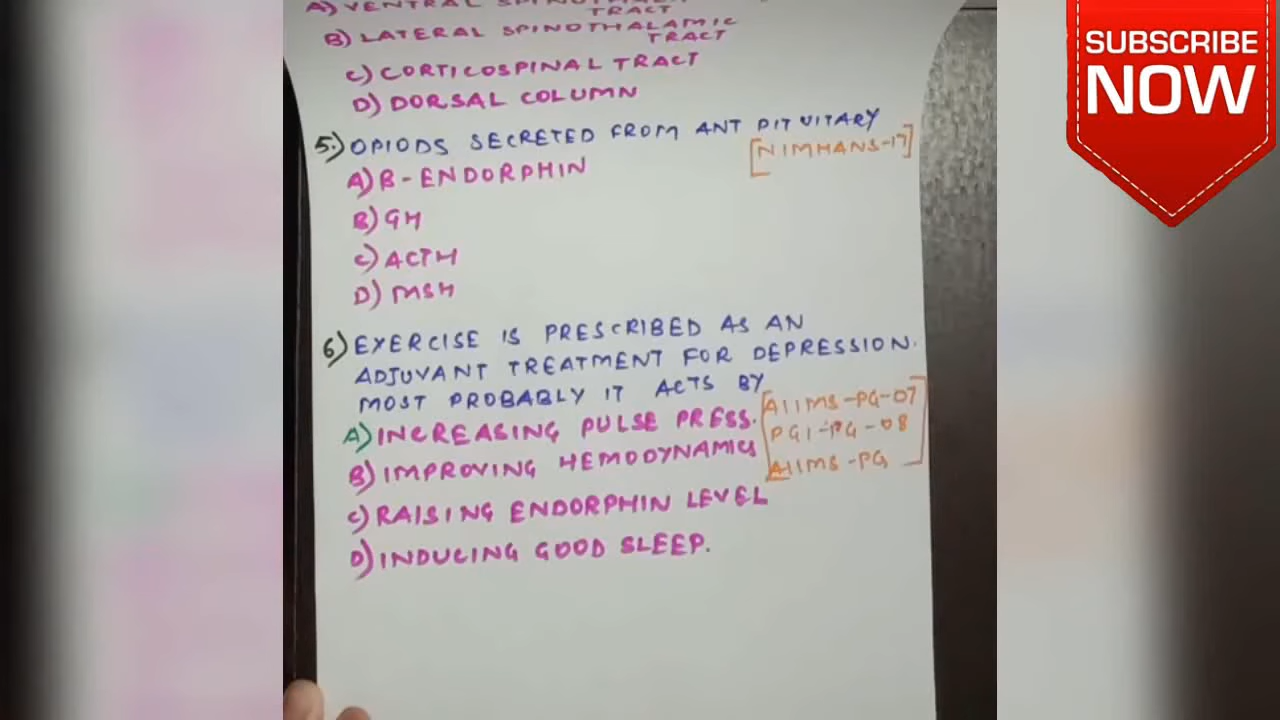 A) VENTRAL
TRACT
B) LATERAL SPINOTHALAMIC
TRACT
C) CORTICOSPINAL TRACT
D) DORSAL COLUMN
5.) OPIODS SECRETED FROM ANT PITUITARY
[NIMHANS-17]
A) B-ENDORPHIN
B) GH
C) ACTH
D) MSH
6) EXERCISE IS PRESCRIBED AS AN
ADJUVANT TREATMENT FOR DEPRESSION.
MOST PROBABLY IT ACTS BY
[AIIMS-PG-07
PGI-PG-08
AIIMS-PG]
A) INCREASING PULSE PRESS.
B) IMPROVING HEMODYNAMICS
C) RAISING ENDORPHIN LEVEL
D) INDUCING GOOD SLEEP.
SUBSCRIBE
NOW